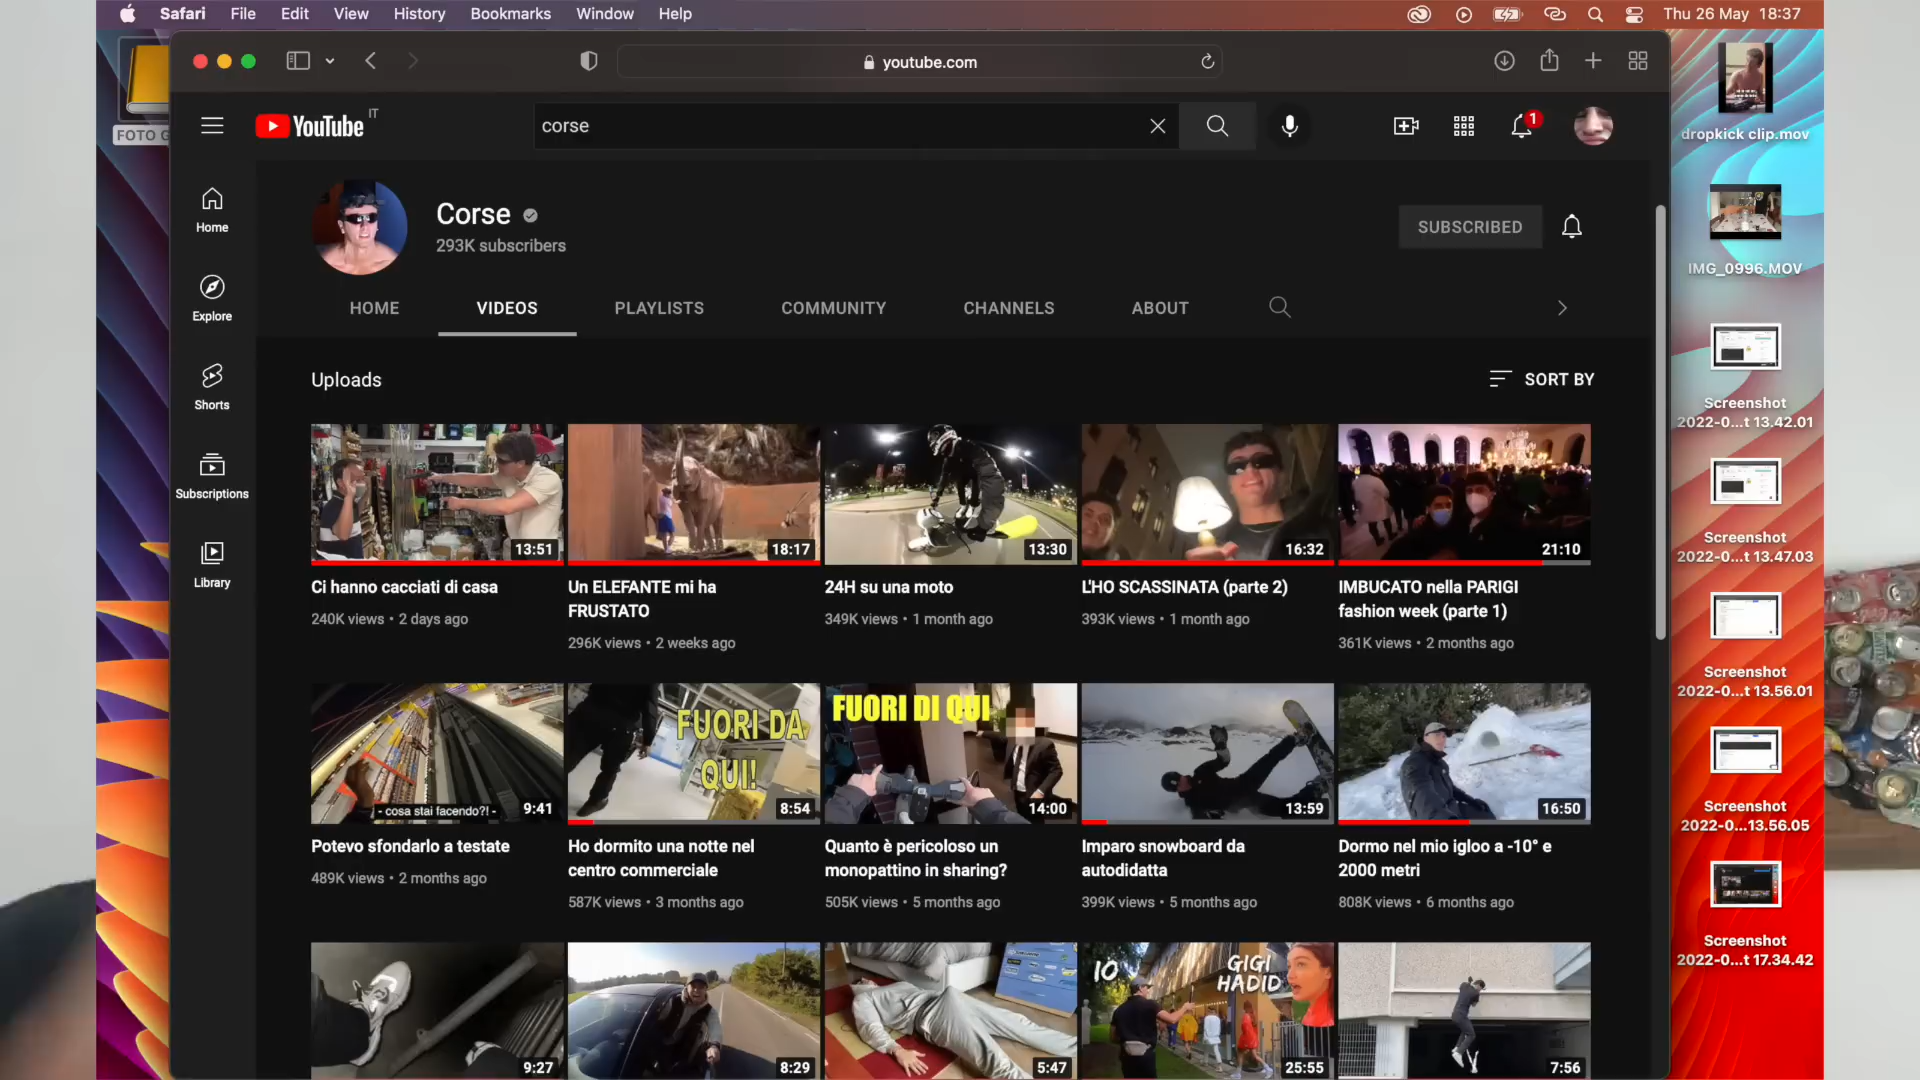 Safari File Edit View History Bookmarks Window Help Thu 26 May 18:37
youtube.com
FOTO G
YouTube IT
corse
1
Home
Explore
Shorts
Subscriptions
Library
Corse
293K subscribers
SUBSCRIBED
HOME VIDEOS PLAYLISTS COMMUNITY CHANNELS ABOUT
Uploads
SORT BY
13:51
18:17
13:30
16:32
21:10
Ci hanno cacciati di casa
240K views • 2 days ago
Un ELEFANTE mi ha
FRUSTATO
296K views • 2 weeks ago
24H su una moto
349K views • 1 month ago
L'HO SCASSINATA (parte 2)
393K views • 1 month ago
IMBUCATO nella PARIGI
fashion week (parte 1)
361K views • 2 months ago
- cosa stai facendo?! -
9:41
FUORI DA
QUI!
8:54
FUORI DI QUI
14:00
13:59
16:50
Potevo sfondarlo a testate
489K views • 2 months ago
Ho dormito una notte nel
centro commerciale
587K views • 3 months ago
Quanto è pericoloso un
monopattino in sharing?
505K views • 5 months ago
Imparo snowboard da
autodidatta
399K views • 5 months ago
Dormo nel mio igloo a -10° e
2000 metri
808K views • 6 months ago
9:27
8:29
5:47
IO
GIGI
HADID
25:55
7:56
dropkick clip.mov
IMG_0996.MOV
Screenshot
2022-0...t 13.42.01
Screenshot
2022-0...t 13.47.03
Screenshot
2022-0...t 13.56.01
Screenshot
2022-0...13.56.05
Screenshot
2022-0...t 17.34.42